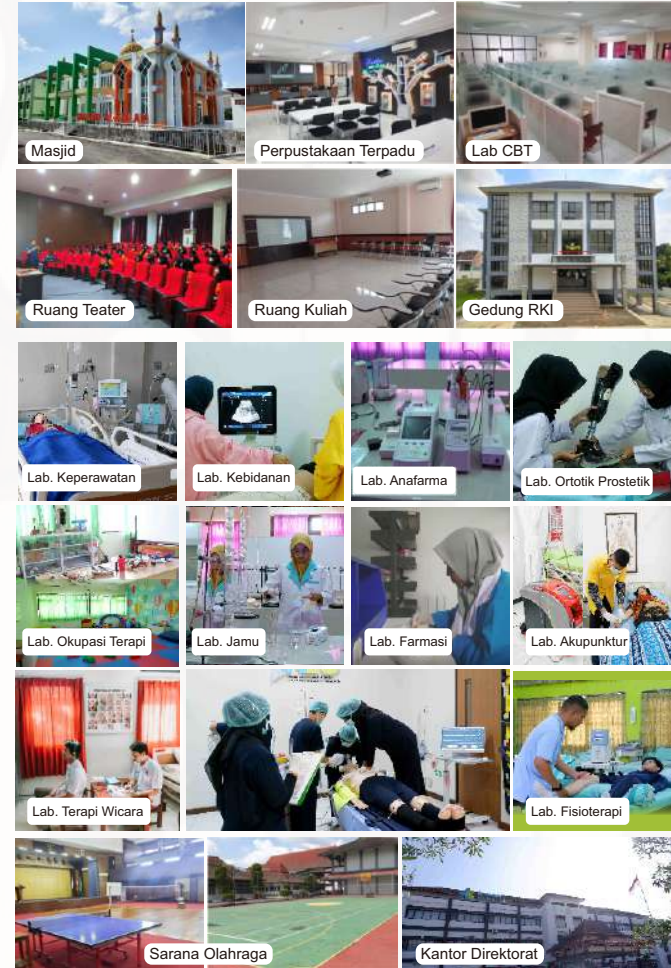 Masjid
Perpustakaan Terpadu
Lab CBT
Ruang Teater
Ruang Kuliah
Gedung RKI
Lab. Keperawatan
Lab. Kebidanan
Lab. Anafarma
Lab. Ortotik Prostetik
Lab. Okupasi Terapi
Lab. Jamu
Lab. Farmasi
Lab. Akupunktur
Lab. Terapi Wicara
Lab. Fisioterapi
Sarana Olahraga
Kantor Direktorat